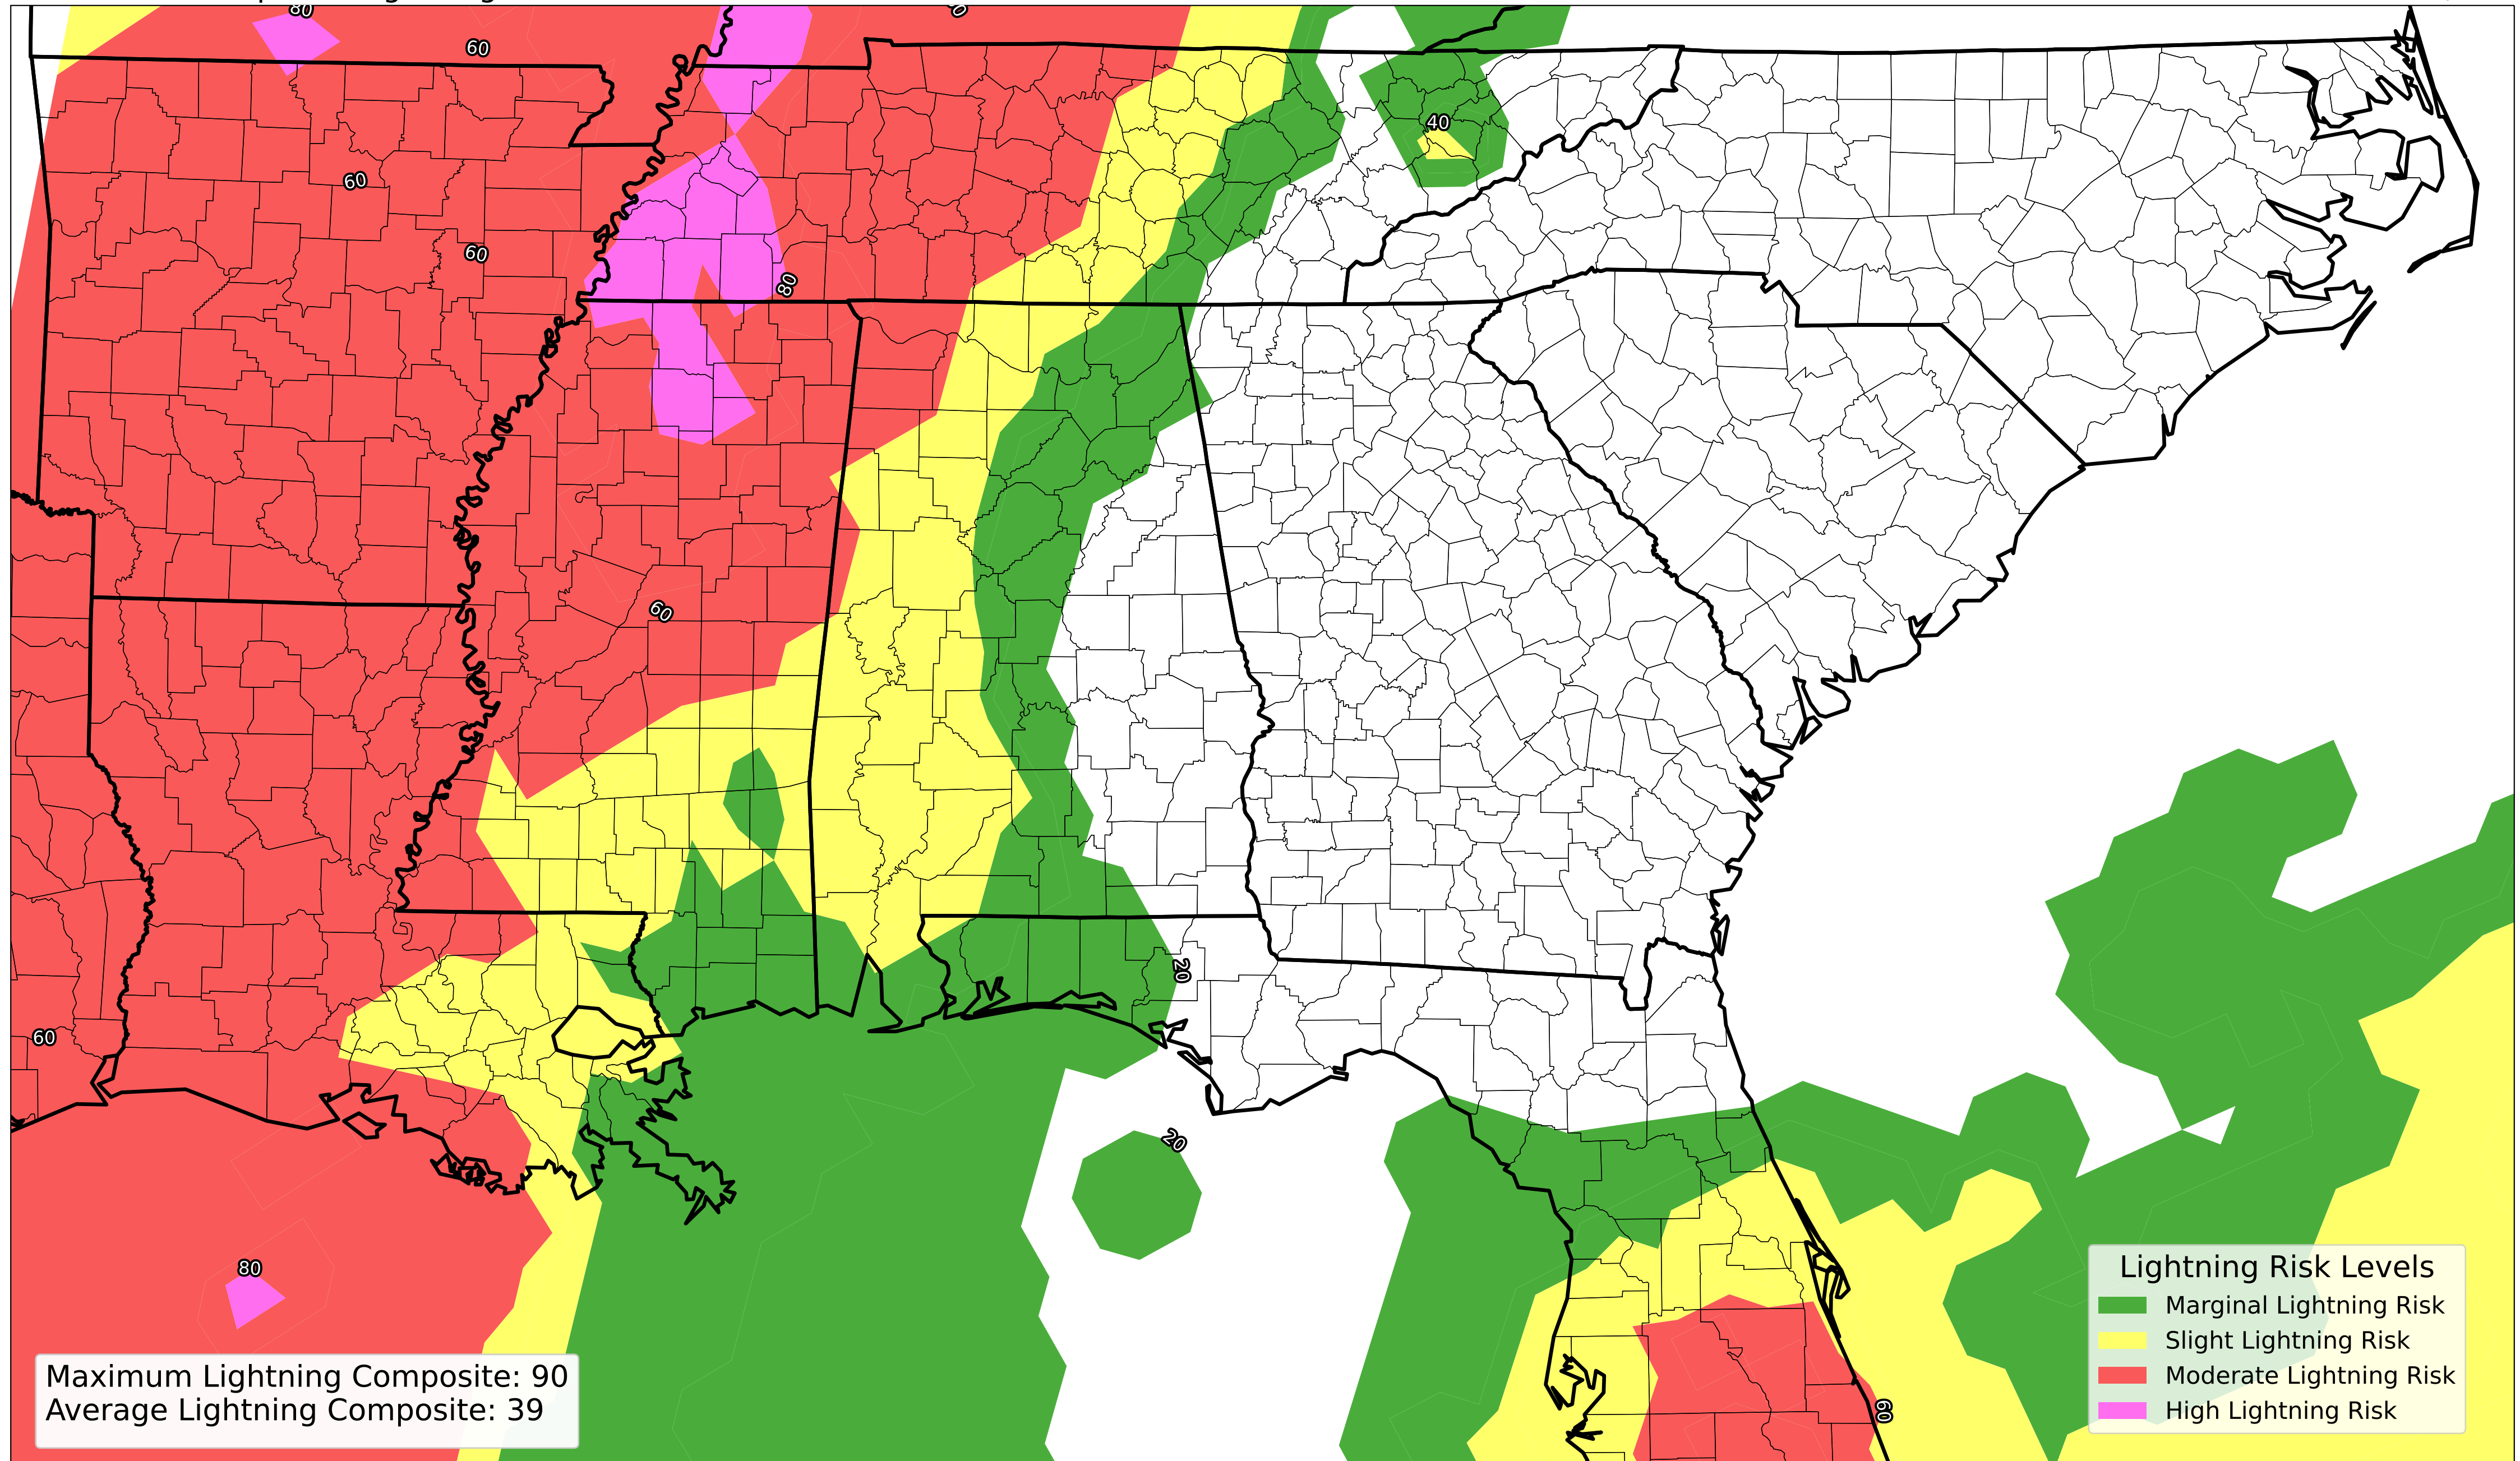 80
60
40
60
60
80
60
20
60
20
80
60
Lightning Risk Levels
Marginal Lightning Risk
Slight Lightning Risk
Moderate Lightning Risk
High Lightning Risk
Maximum Lightning Composite: 90
Average Lightning Composite: 39